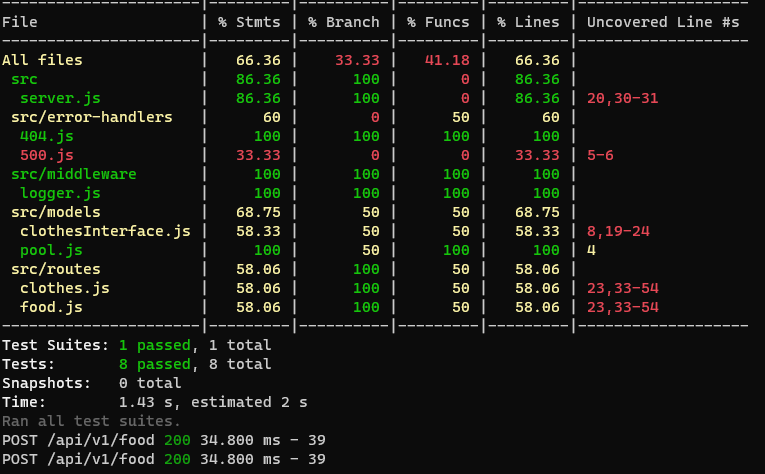 File | % Stmts | % Branch | % Funcs | % Lines | Uncovered Line #s
All files | 66.36 | 33.33 | 41.18 | 66.36 |
src | 86.36 | 100 | 0 | 86.36 |
server.js | 86.36 | 100 | 0 | 86.36 | 20,30-31
src/error-handlers | 60 | 0 | 50 | 60 |
404.js | 100 | 100 | 100 | 100 |
500.js | 33.33 | 0 | 0 | 33.33 | 5-6
src/middleware | 100 | 100 | 100 | 100 |
logger.js | 100 | 100 | 100 | 100 |
src/models | 68.75 | 50 | 50 | 68.75 |
clothesInterface.js | 58.33 | 50 | 50 | 58.33 | 8,19-24
pool.js | 100 | 50 | 100 | 100 | 4
src/routes | 58.06 | 100 | 50 | 58.06 |
clothes.js | 58.06 | 100 | 50 | 58.06 | 23,33-54
food.js | 58.06 | 100 | 50 | 58.06 | 23,33-54
Test Suites: 1 passed, 1 total
Tests: 8 passed, 8 total
Snapshots: 0 total
Time: 1.43 s, estimated 2 s
Ran all test suites.
POST /api/v1/food 200 34.800 ms - 39
POST /api/v1/food 200 34.800 ms - 39